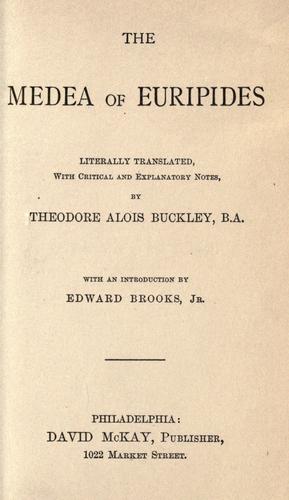 THE
MEDEA OF EURIPIDES
LITERALLY TRANSLATED,
WITH CRITICAL AND EXPLANATORY NOTES,
BY
THEODORE ALOIS BUCKLEY, B.A.
WITH AN INTRODUCTION BY
EDWARD BROOKS, JR.
PHILADELPHIA:
DAVID McKAY, PUBLISHER,
1022 MARKET STREET.